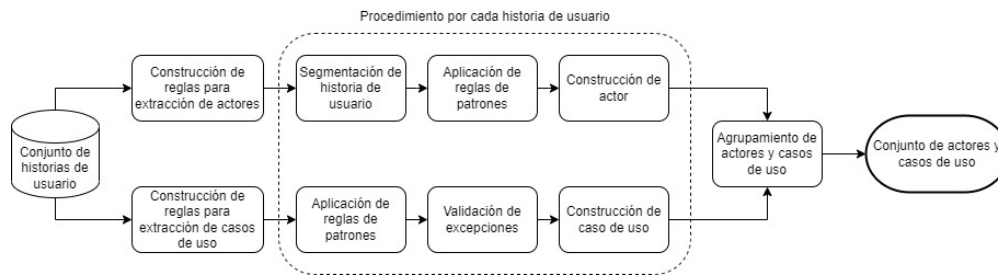 Procedimiento por cada historia de usuario
Construcción de
reglas para
extracción de actores
Segmentación de
historia de
usuario
Aplicación de
reglas de
patrones
Construcción de
actor
Conjunto de
historias de
usuario
Agrupamiento de
actores y casos
de uso
Conjunto de actores y
casos de uso
Construcción de
reglas para
extracción de casos
de uso
Aplicación de
reglas de
patrones
Validación de
excepciones
Construcción de
caso de uso